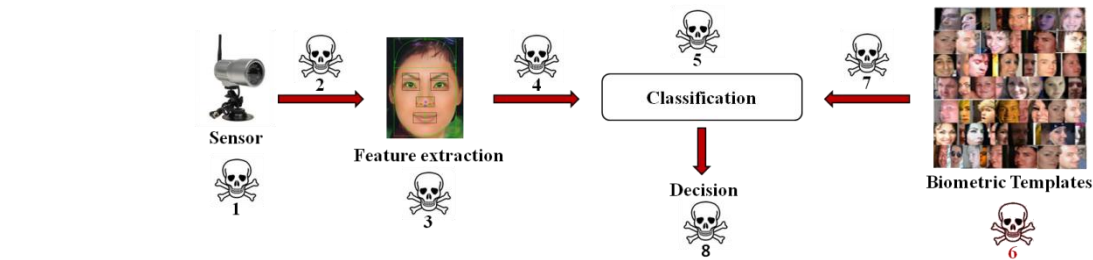 5
2
4
7
Classification
Sensor
Feature extraction
Decision
Biometric Templates
1
3
8
6